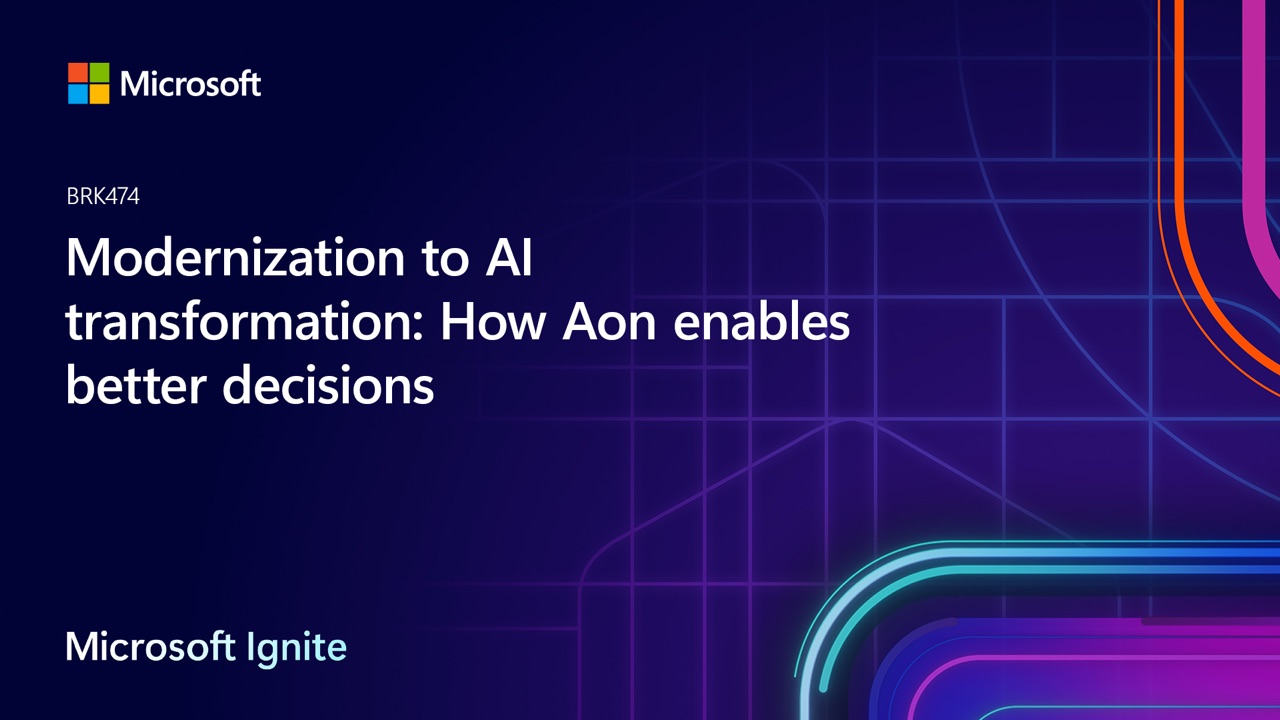 Microsoft
BRK474
Modernization to AI
transformation: How Aon enables
better decisions
Microsoft Ignite